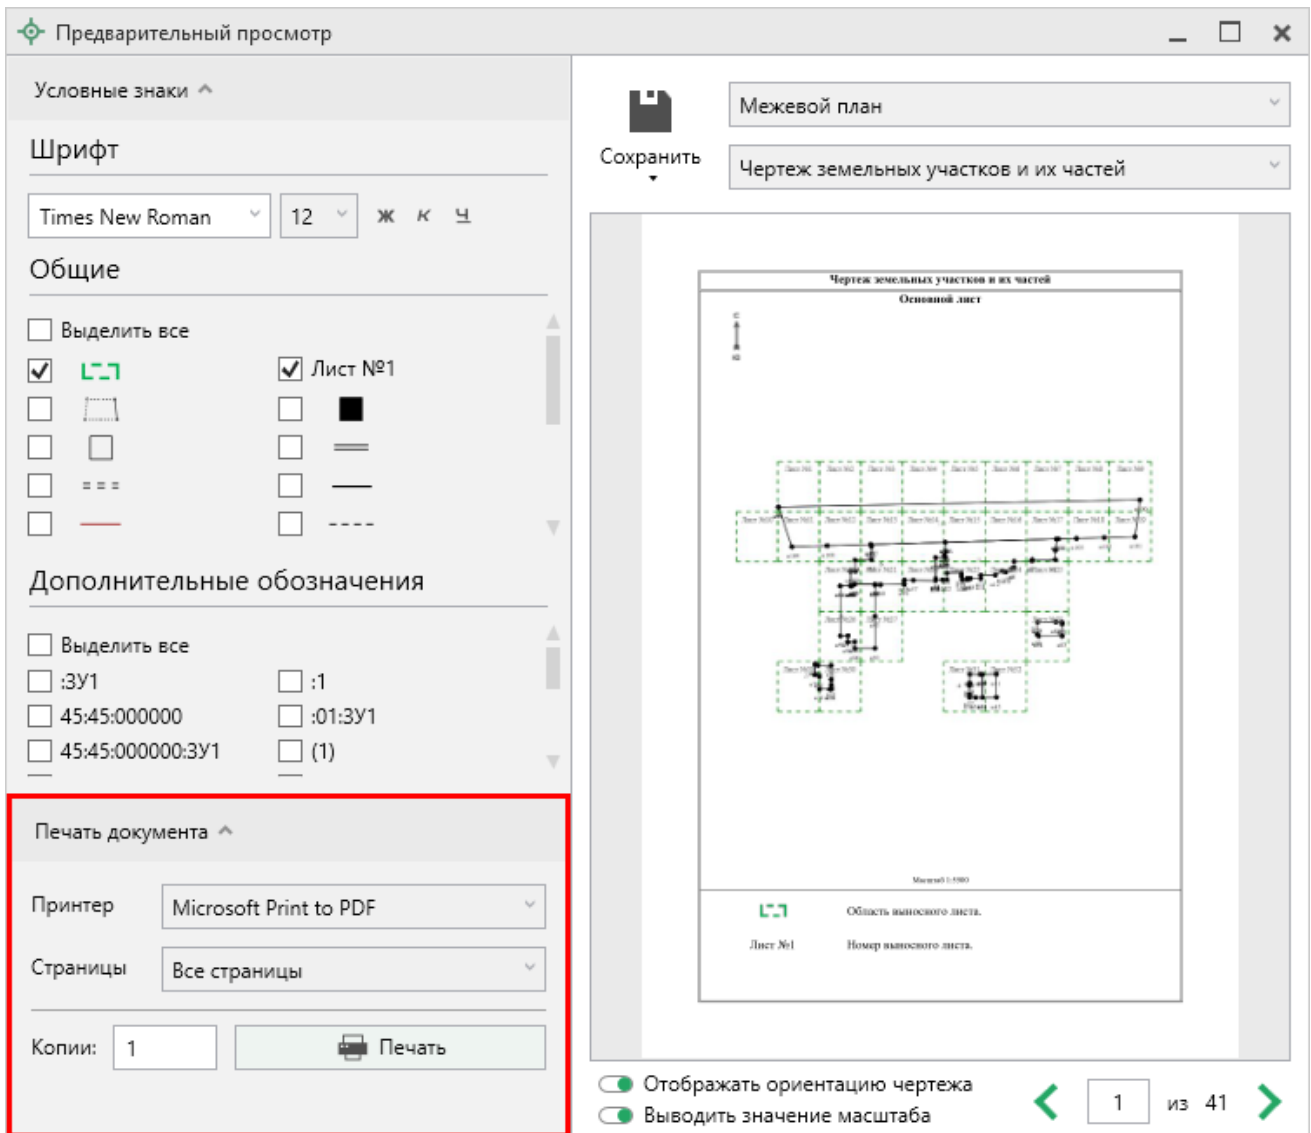 Предварительный просмотр
Условные знаки
Шрифт
Times New Roman
12
Ж К Ч
Общие
Выделить все
Лист №1
Дополнительные обозначения
Выделить все
:ЗУ1
:1
45:45:000000
:01:ЗУ1
45:45:000000:ЗУ1
(1)
Печать документа
Принтер
Microsoft Print to PDF
Страницы
Все страницы
Копии:
1
Печать
Сохранить
Межевой план
Чертеж земельных участков и их частей
Чертеж земельных участков и их частей
Основной лист
Область выносного листа.
Лист №1
Номер выносного листа.
Отображать ориентацию чертежа
Выводить значение масштаба
1 из 41